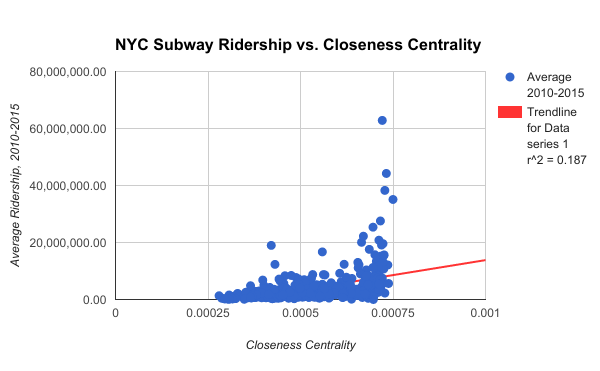 NYC Subway Ridership vs. Closeness Centrality
80,000,000.00
60,000,000.00
40,000,000.00
20,000,000.00
0.00
0
0.00025
0.0005
0.00075
0.001
Average Ridership, 2010-2015
Closeness Centrality
Average
2010-2015
Trendline
for Data
series 1
r^2 = 0.187